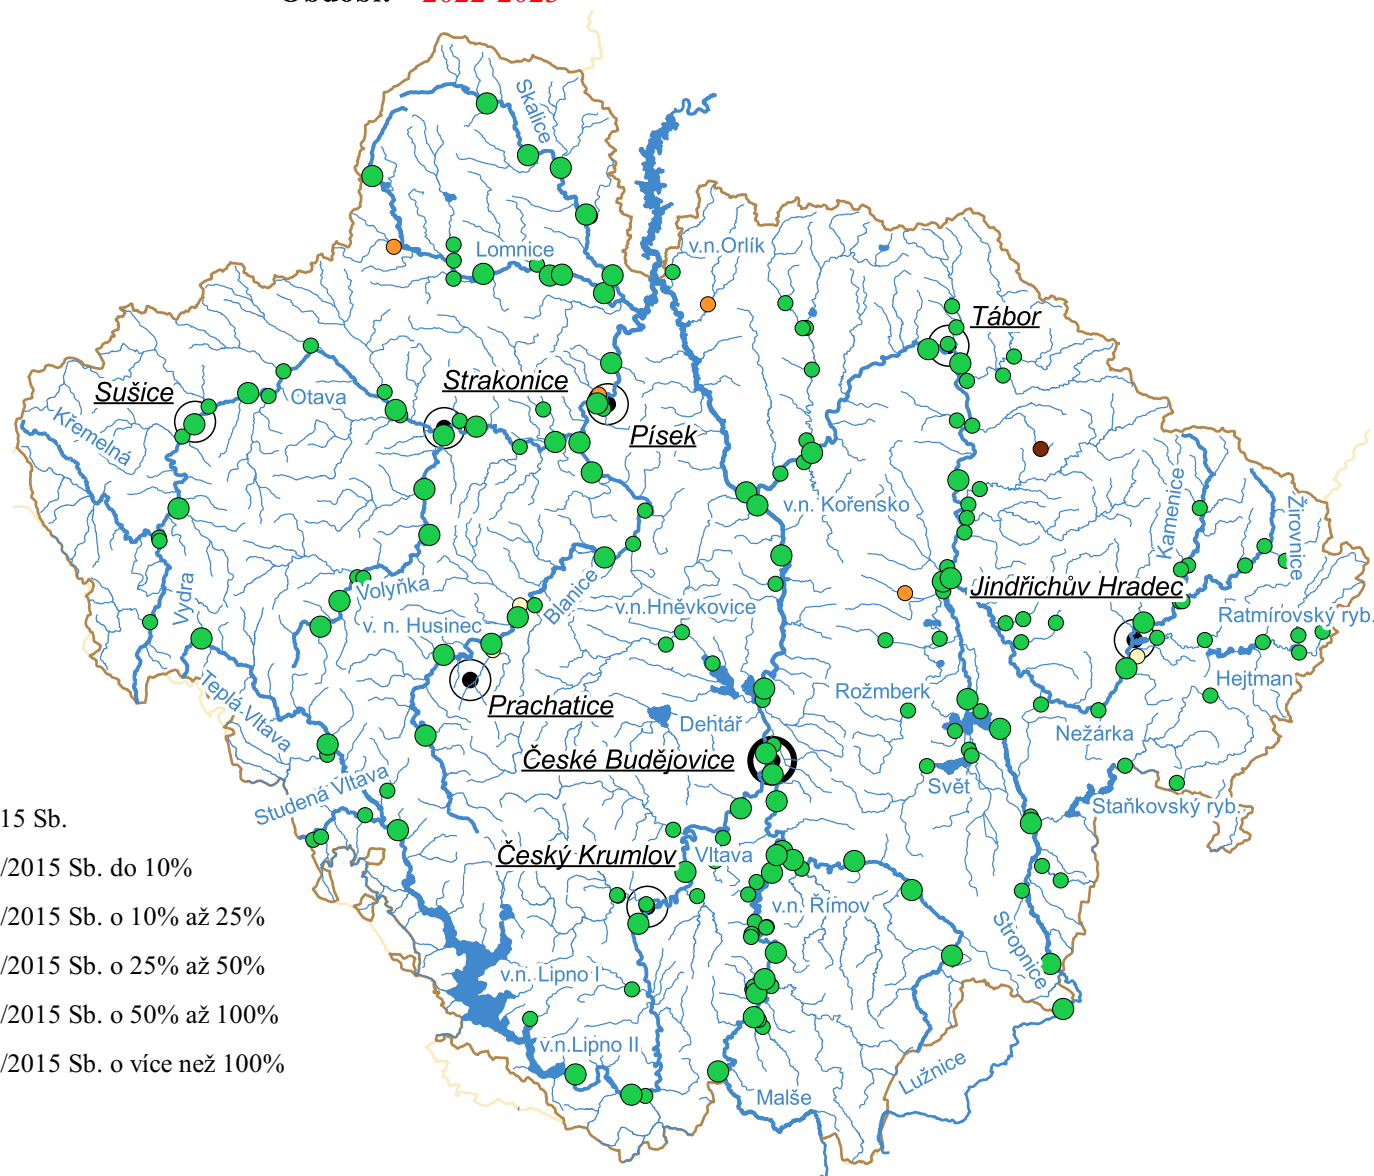 2022-2023
Skalice
Lomnice
v.n.Orlík
Tábor
Sušice
Strakonice
Otava
Křemelná
Písek
v.n. Kořensko
Kamenice
Žirovnice
Vydra
Volyňka
Blanice
v.n.Hněvkovice
Jindřichův Hradec
v. n. Husinec
Ratmírovský ryb.
Hejtman
Teplá Vltava
Prachatice
Rožmberk
Dehtář
Nežárka
České Budějovice
Studená Vltava
Svět
Staňkovský ryb.
15 Sb.
Český Krumlov
Vltava
/2015 Sb. do 10%
v.n. Římov
/2015 Sb. o 10% až 25%
Stropnice
/2015 Sb. o 25% až 50%
v.n. Lipno I
/2015 Sb. o 50% až 100%
v.n.Lipno II
/2015 Sb. o více než 100%
Lužnice
Malše